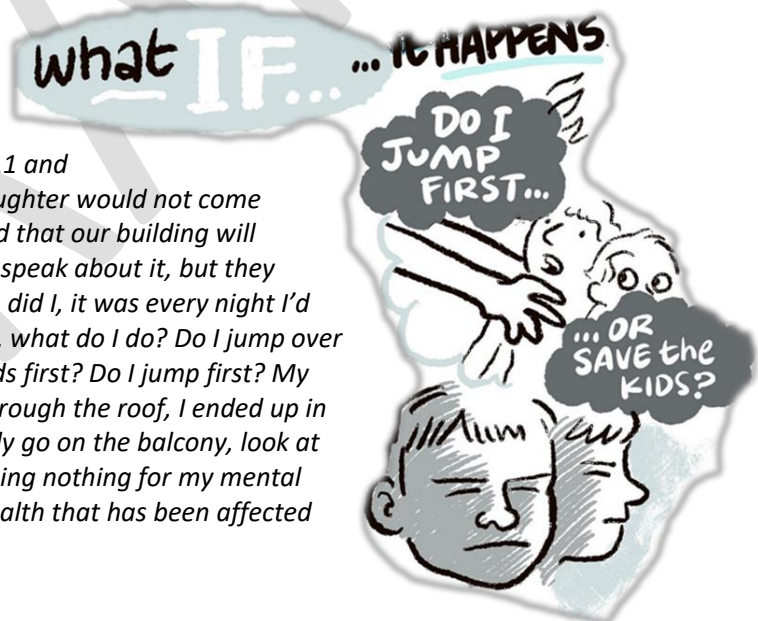 What IF... ... it HAPPENS
DO I
JUMP
FIRST...
1 and
ughter would not come
d that our building will
speak about it, but they
did I, it was every night I'd
, what do I do? Do I jump over
ds first? Do I jump first? My
rough the roof, I ended up in
ly go on the balcony, look at
ing nothing for my mental
alth that has been affected
... OR
SAVE the
KIDS?